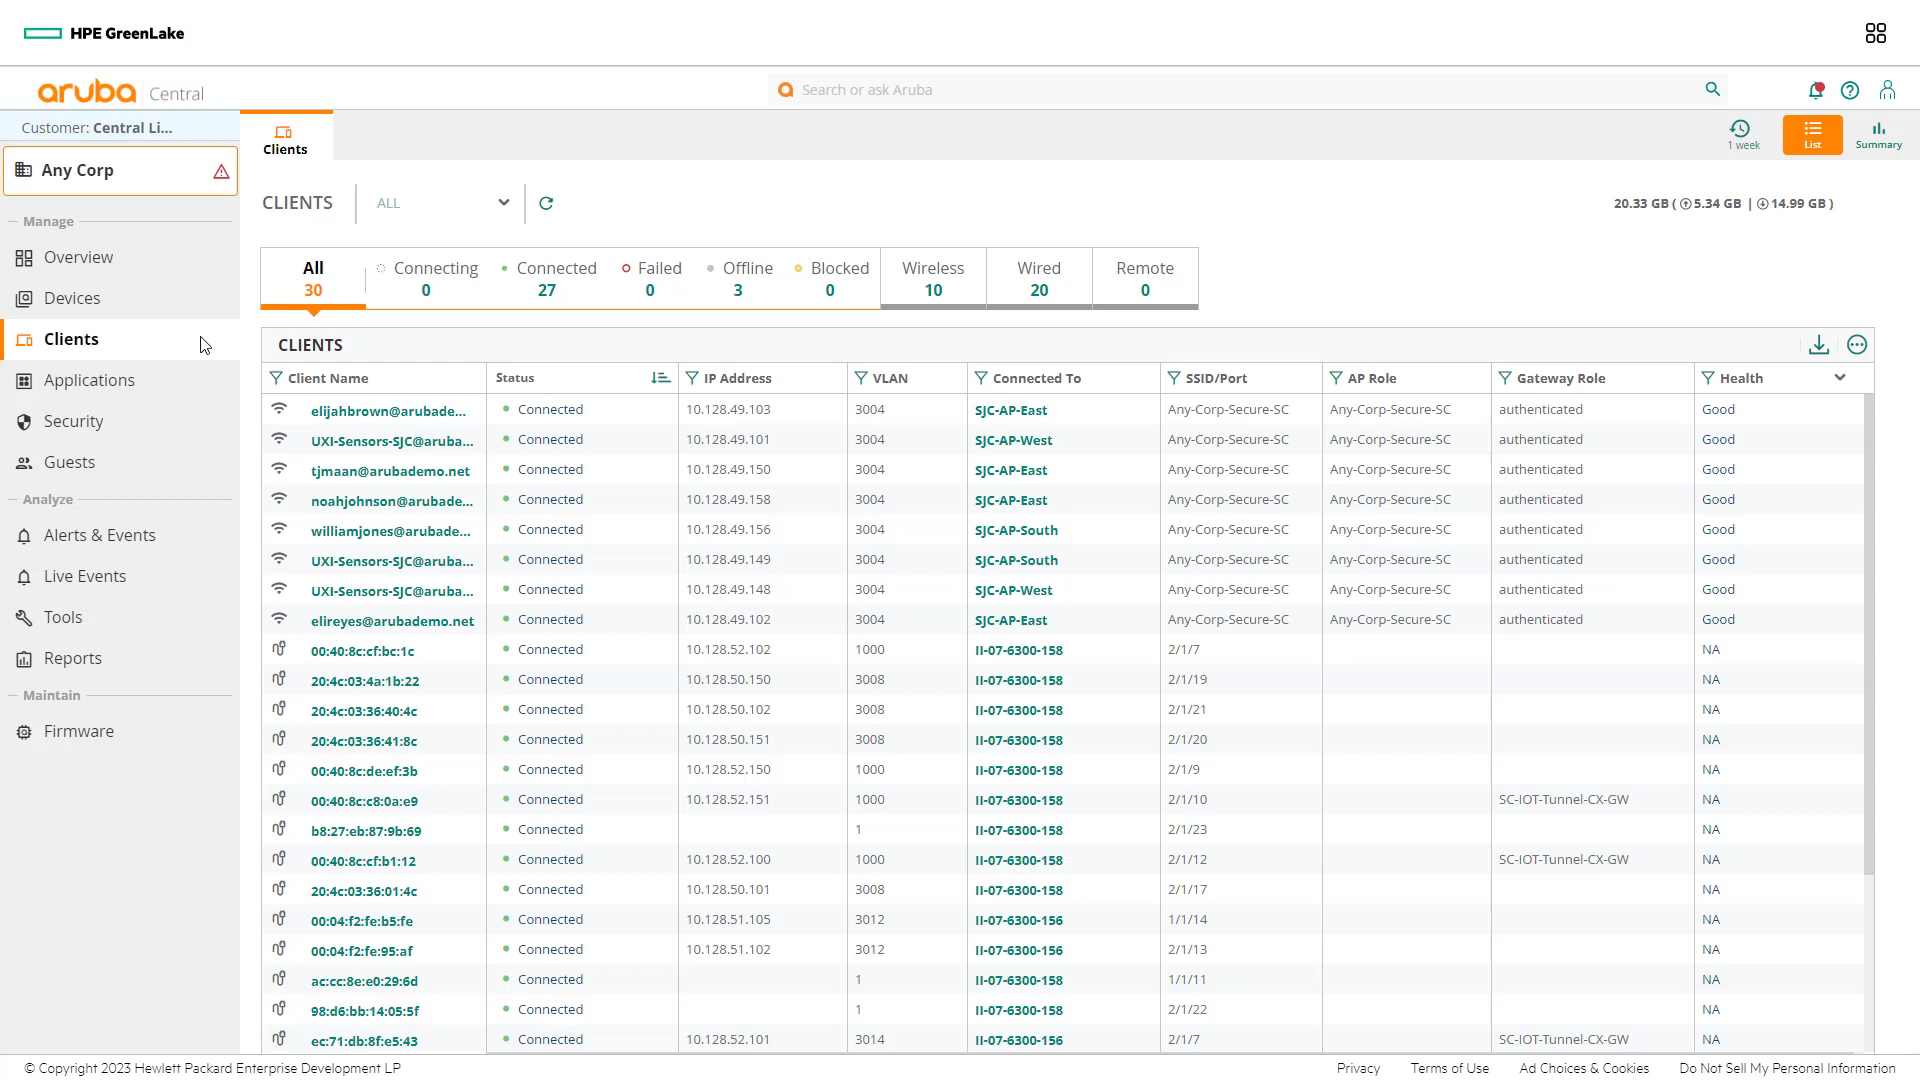 HPE GreenLake
aruba Central
Search or ask Aruba
Customer: Central Li...
Clients
1 week
List
Summary
Any Corp
CLIENTS ALL
20.33 GB ( 5.34 GB | 14.99 GB )
Manage
Overview
Devices
Clients
Applications
Security
Guests
Analyze
Alerts & Events
Live Events
Tools
Reports
Maintain
Firmware
All Connecting Connected Failed Offline Blocked Wireless Wired Remote
30 0 27 0 3 0 10 20 0
CLIENTS
Client Name Status IP Address VLAN Connected To SSID/Port AP Role Gateway Role Health
elijahbrown@arubade... Connected 10.128.49.103 3004 SJC-AP-East Any-Corp-Secure-SC Any-Corp-Secure-SC authenticated Good
UXI-Sensors-SJC@aruba... Connected 10.128.49.101 3004 SJC-AP-West Any-Corp-Secure-SC Any-Corp-Secure-SC authenticated Good
tjmaan@arubademo.net Connected 10.128.49.150 3004 SJC-AP-East Any-Corp-Secure-SC Any-Corp-Secure-SC authenticated Good
noahjohnson@arubade... Connected 10.128.49.158 3004 SJC-AP-East Any-Corp-Secure-SC Any-Corp-Secure-SC authenticated Good
williamjones@arubade... Connected 10.128.49.156 3004 SJC-AP-South Any-Corp-Secure-SC Any-Corp-Secure-SC authenticated Good
UXI-Sensors-SJC@aruba... Connected 10.128.49.149 3004 SJC-AP-South Any-Corp-Secure-SC Any-Corp-Secure-SC authenticated Good
UXI-Sensors-SJC@aruba... Connected 10.128.49.148 3004 SJC-AP-West Any-Corp-Secure-SC Any-Corp-Secure-SC authenticated Good
elireyes@arubademo.net Connected 10.128.49.102 3004 SJC-AP-East Any-Corp-Secure-SC Any-Corp-Secure-SC authenticated Good
00:40:8c:cf:bc:1c Connected 10.128.52.102 1000 II-07-6300-158 2/1/7 NA
20:4c:03:4a:1b:22 Connected 10.128.50.150 3008 II-07-6300-158 2/1/19 NA
20:4c:03:36:40:4c Connected 10.128.50.102 3008 II-07-6300-158 2/1/21 NA
20:4c:03:36:41:8c Connected 10.128.50.151 3008 II-07-6300-158 2/1/20 NA
00:40:8c:de:ef:3b Connected 10.128.52.150 1000 II-07-6300-158 2/1/9 NA
00:40:8c:c8:0a:e9 Connected 10.128.52.151 1000 II-07-6300-158 2/1/10 SC-IOT-Tunnel-CX-GW NA
b8:27:eb:87:9b:69 Connected 1 II-07-6300-158 2/1/23 NA
00:40:8c:cf:b1:12 Connected 10.128.52.100 1000 II-07-6300-158 2/1/12 SC-IOT-Tunnel-CX-GW NA
20:4c:03:36:01:4c Connected 10.128.50.101 3008 II-07-6300-158 2/1/17 NA
00:04:f2:fe:b5:fe Connected 10.128.51.105 3012 II-07-6300-156 1/1/14 NA
00:04:f2:fe:95:af Connected 10.128.51.102 3012 II-07-6300-156 2/1/13 NA
ac:cc:8e:e0:29:6d Connected 1 II-07-6300-158 1/1/11 NA
98:d6:bb:14:05:5f Connected 1 II-07-6300-158 2/1/22 NA
ec:71:db:8f:e5:43 Connected 10.128.52.101 3014 II-07-6300-156 2/1/7 SC-IOT-Tunnel-CX-GW NA
© Copyright 2023 Hewlett Packard Enterprise Development LP Privacy Terms of Use Ad Choices & Cookies Do Not Sell My Personal Information